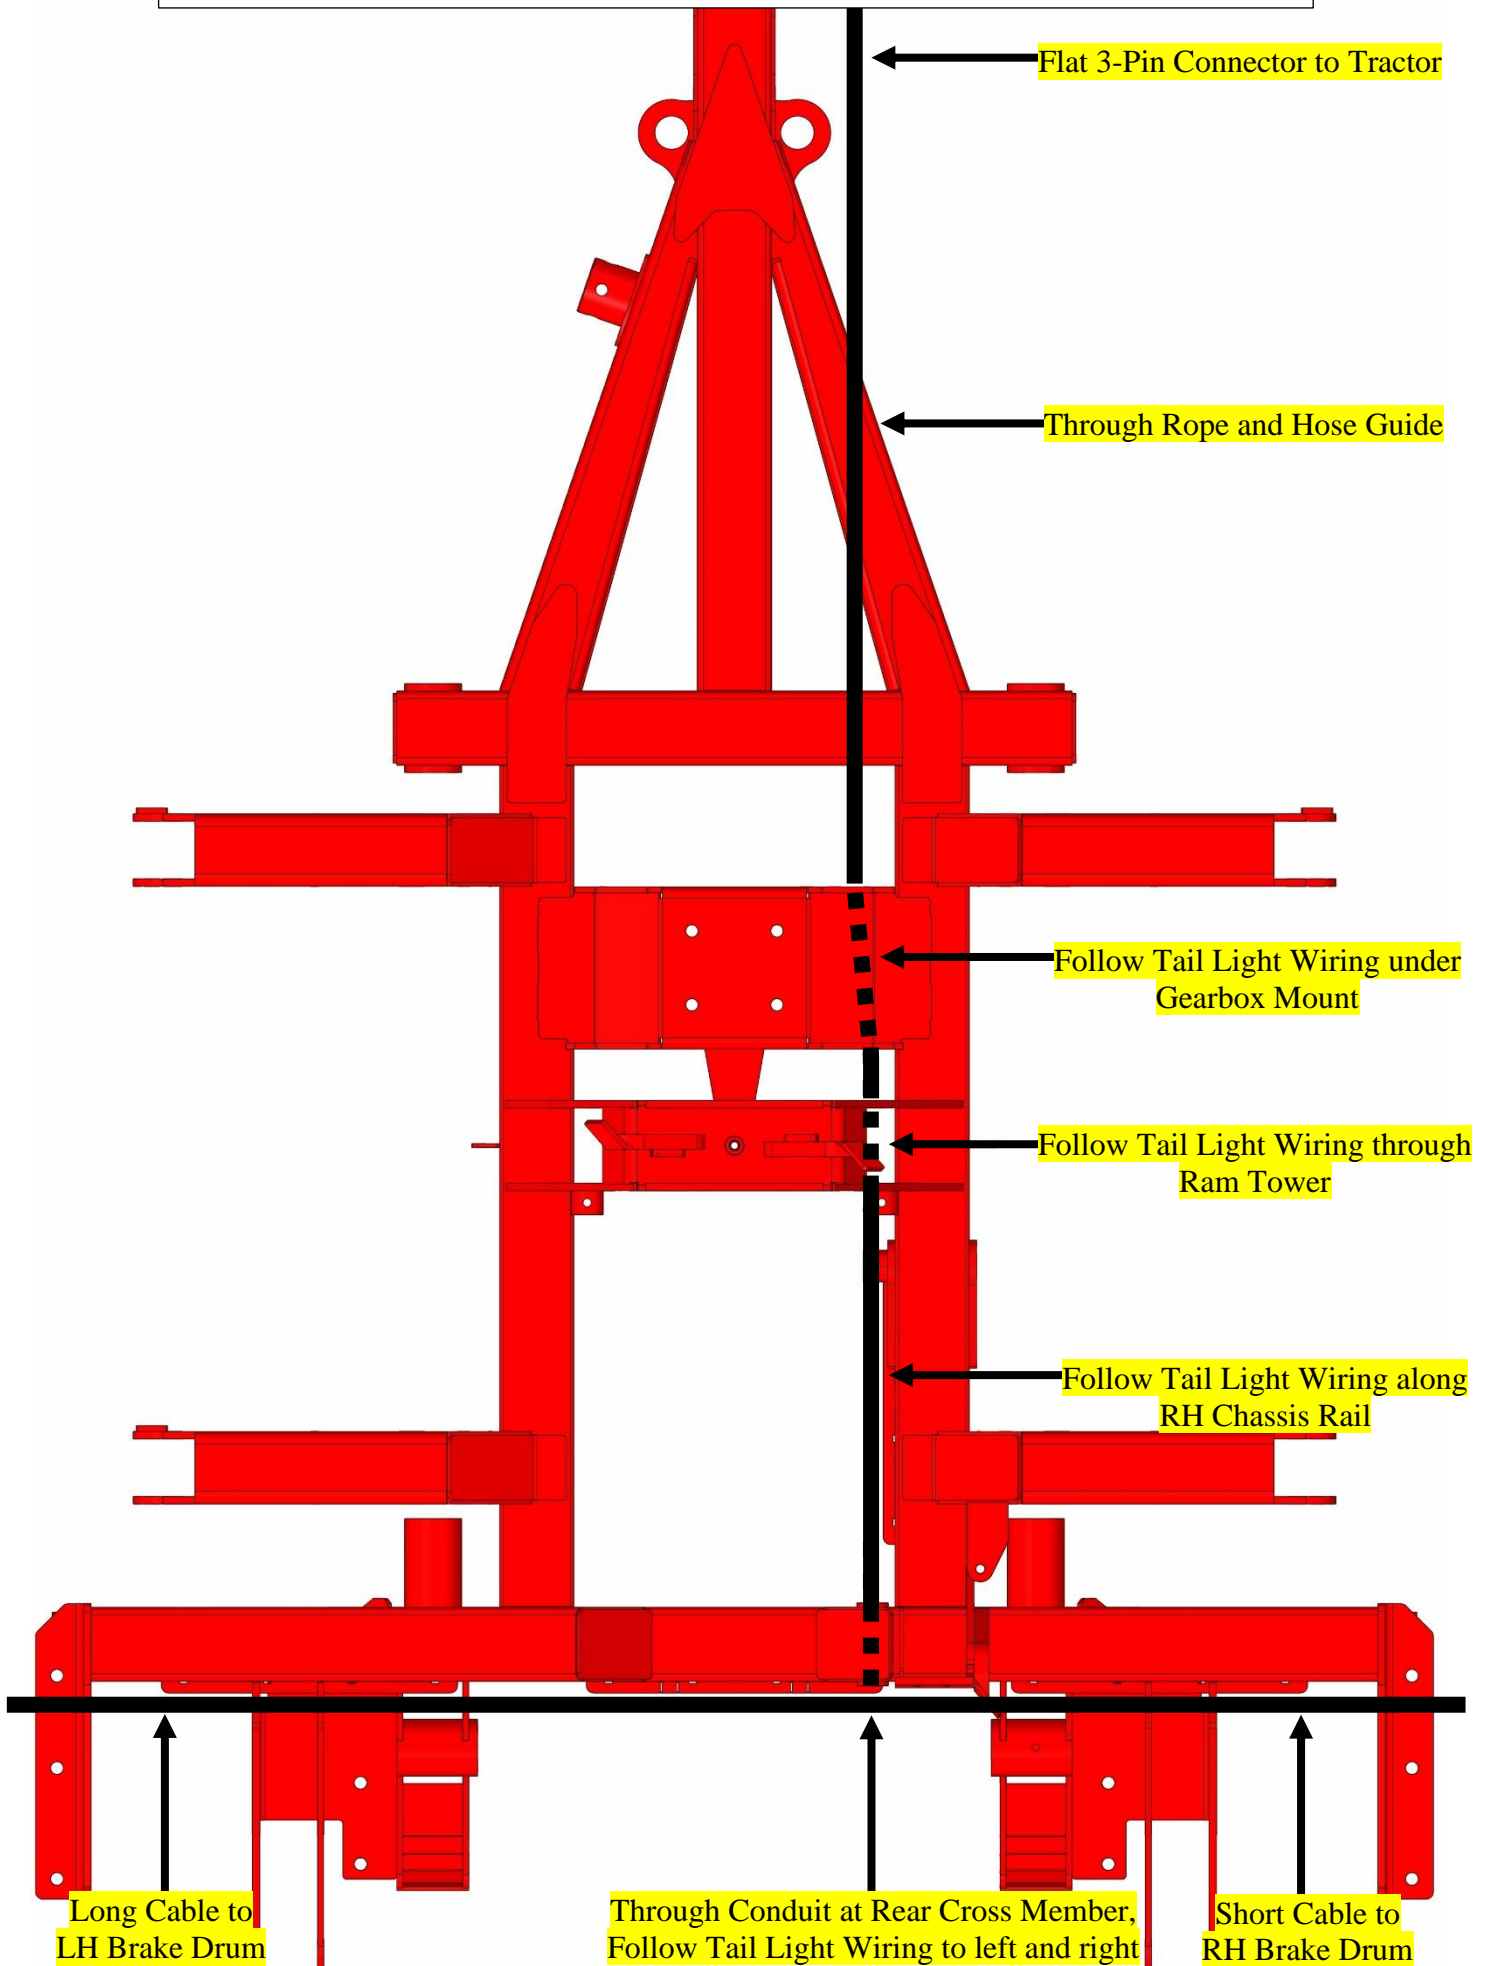 Flat 3-Pin Connector to Tractor
Through Rope and Hose Guide
Follow Tail Light Wiring under
Gearbox Mount
Follow Tail Light Wiring through
Ram Tower
Follow Tail Light Wiring along
RH Chassis Rail
Long Cable to
LH Brake Drum
Through Conduit at Rear Cross Member,
Follow Tail Light Wiring to left and right
Short Cable to
RH Brake Drum